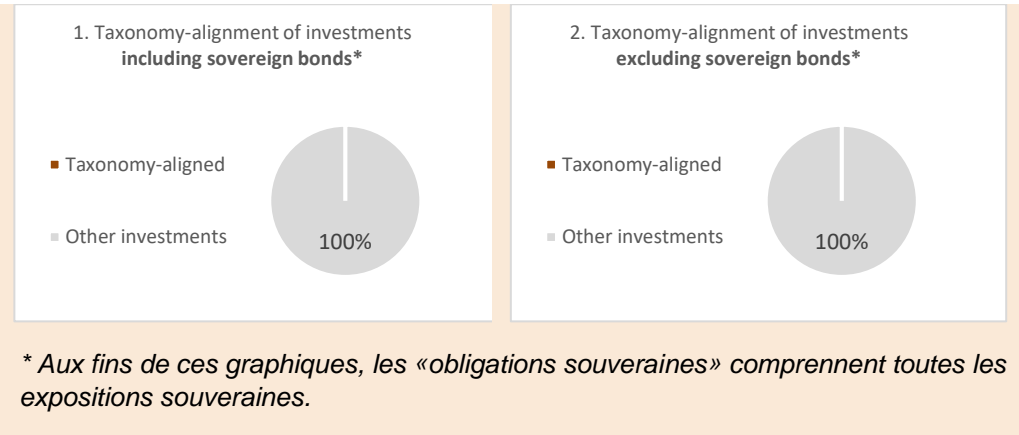 1. Taxonomy-alignment of investments
including sovereign bonds*
Taxonomy-aligned
Other investments
100%
2. Taxonomy-alignment of investments
excluding sovereign bonds*
Taxonomy-aligned
Other investments
100%
* Aux fins de ces graphiques, les «obligations souveraines» comprennent toutes les
expositions souveraines.